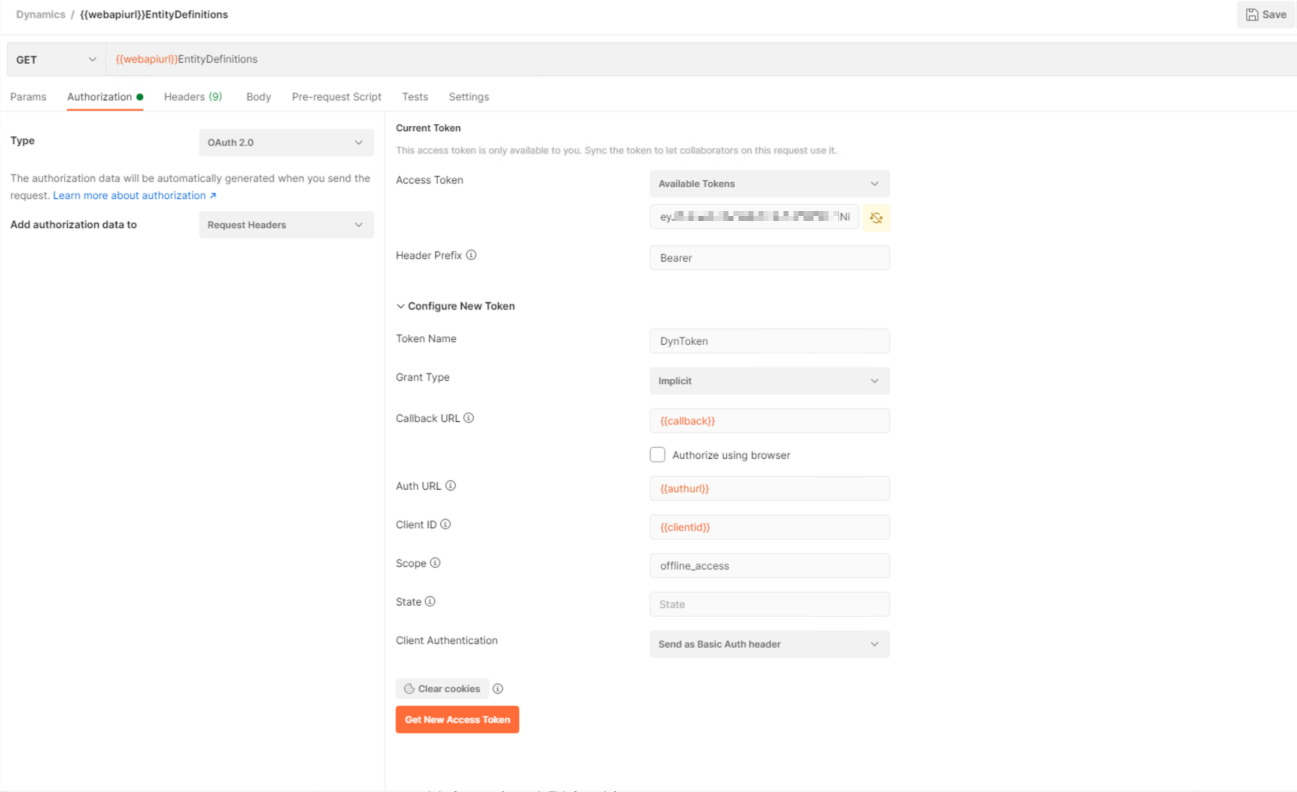 Dynamics / {{webapiurl}}EntityDefinitions
Save
GET
{{webapiurl}}EntityDefinitions
Params Authorization Headers (9) Body Pre-request Script Tests Settings
Type
OAuth 2.0
The authorization data will be automatically generated when you send the
request. Learn more about authorization ↗
Add authorization data to
Request Headers
Current Token
This access token is only available to you. Sync the token to let collaborators on this request use it.
Access Token
Available Tokens
Header Prefix
Bearer
Configure New Token
Token Name
DynToken
Grant Type
Implicit
Callback URL
{{callback}}
Authorize using browser
Auth URL
{{authurl}}
Client ID
{{clientid}}
Scope
offline_access
State
State
Client Authentication
Send as Basic Auth header
Clear cookies
Get New Access Token